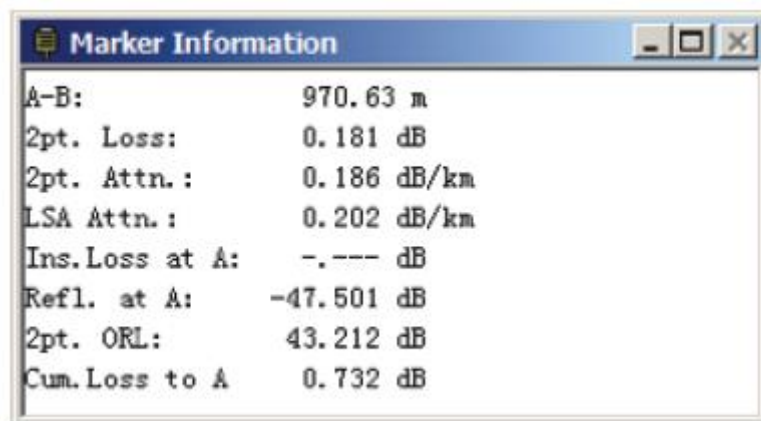 Marker Information
A-B: 970.63 m
2pt. Loss: 0.181 dB
2pt. Attn.: 0.186 dB/km
LSA Attn.: 0.202 dB/km
Ins.Loss at A: -.--- dB
Refl. at A: -47.501 dB
2pt. ORL: 43.212 dB
Cum.Loss to A 0.732 dB